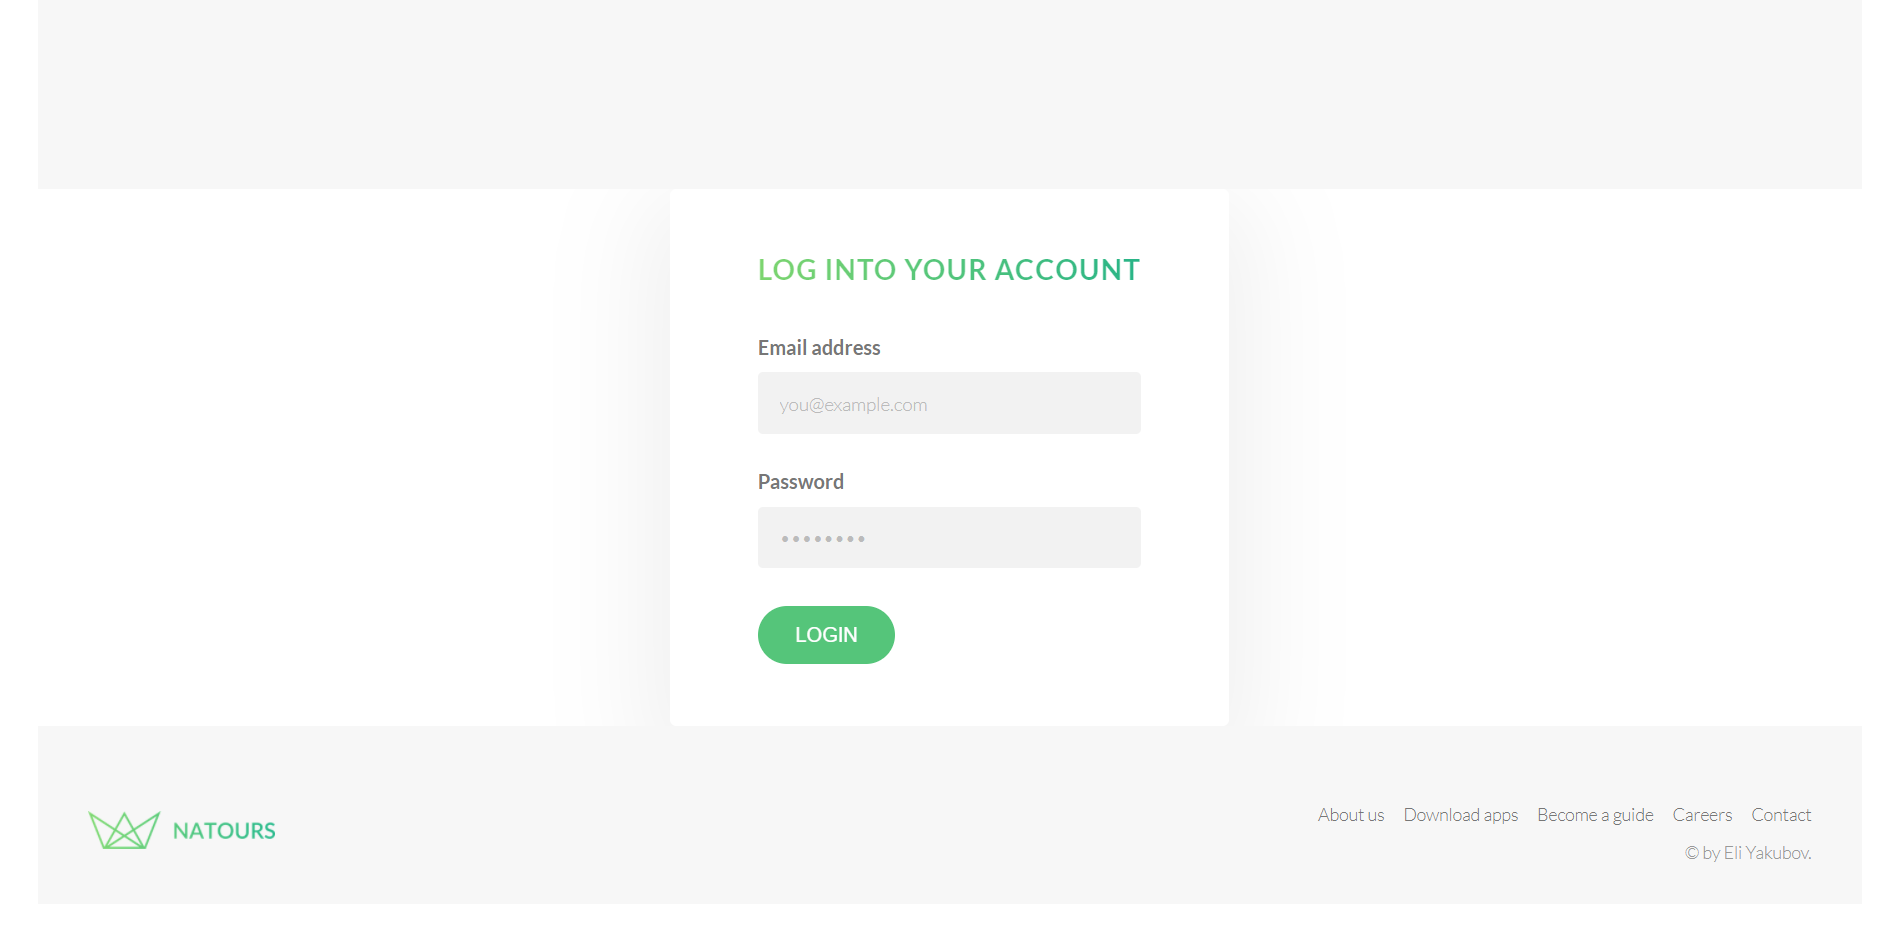 LOG INTO YOUR ACCOUNT
Email address
you@example.com
Password
••••••••
LOGIN
NATOURS
About us Download apps Become a guide Careers Contact
© by Eli Yakubov.